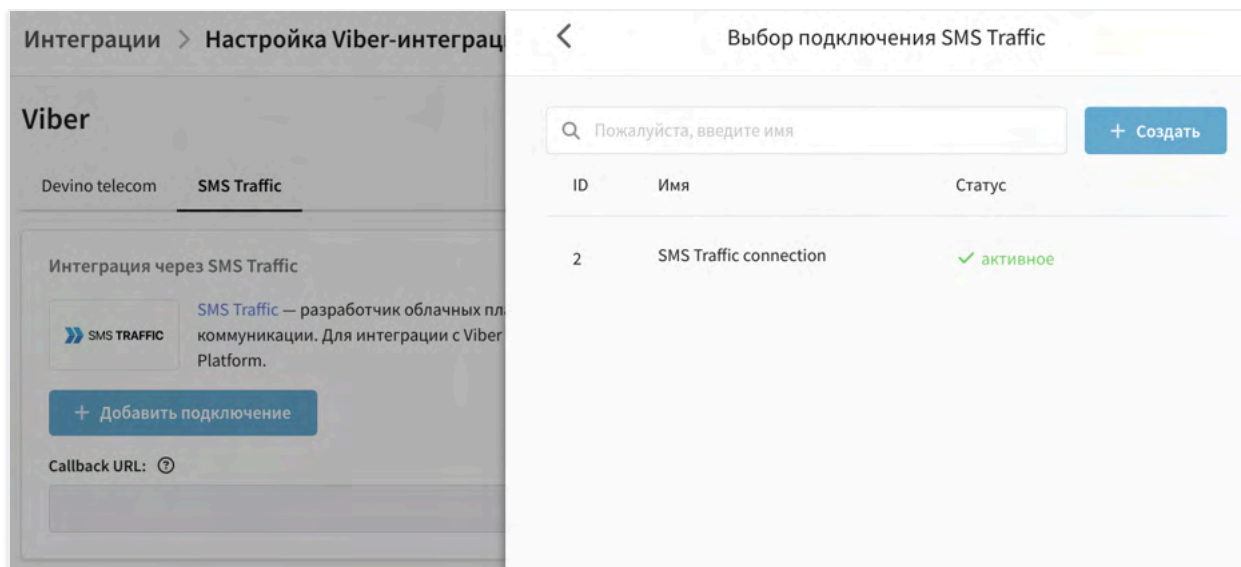 Интеграции > Настройка Viber-интеграц
Viber
Devino telecom SMS Traffic
Интеграция через SMS Traffic
SMS TRAFFIC
SMS Traffic — разработчик облачных пл
коммуникации. Для интеграции с Viber
Platform.
+ Добавить подключение
Callback URL:
Выбор подключения SMS Traffic
Пожалуйста, введите имя
+ Создать
ID Имя Статус
2 SMS Traffic connection активное